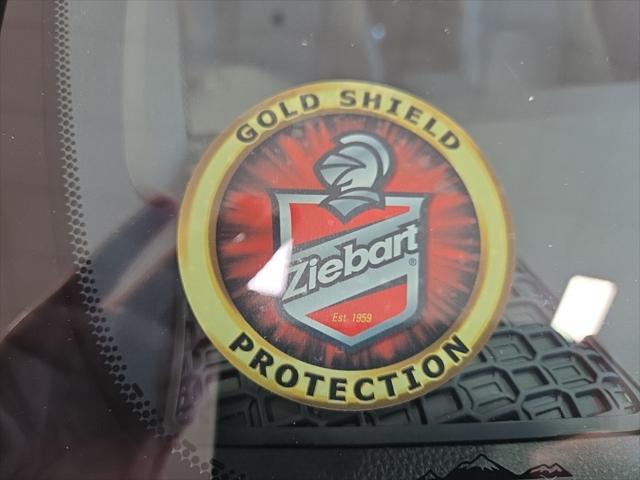 GOLD SHIELD
Ziebart®
Est. 1959
PROTECTION